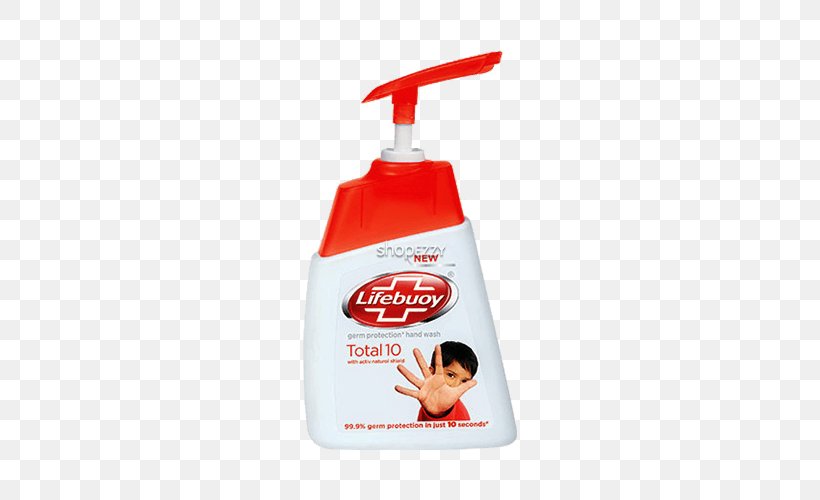 shopEZZY
NEW
Lifebuoy
®
germ protection* hand wash
Total 10
with activ natural shield
99.9% germ protection in just 10 seconds*